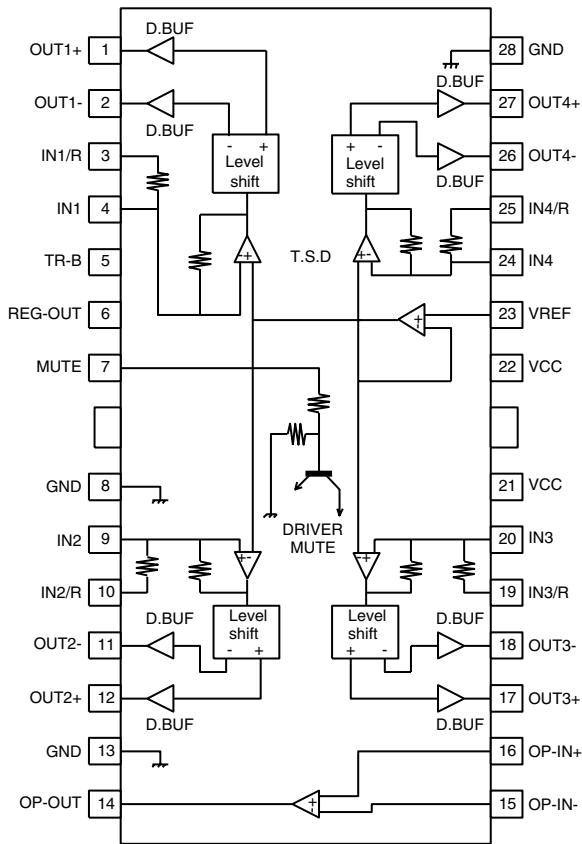 D.BUF
OUT1+ 1 28 GND
D.BUF
OUT1- 2 27 OUT4+
D.BUF
- + + -
IN1/R 3 Level shift Level shift 26 OUT4-
D.BUF
IN1 4 25 IN4/R
TR-B 5 -+ T.S.D +- 24 IN4
REG-OUT 6 +- 23 VREF
MUTE 7 22 VCC
GND 8 21 VCC
DRIVER
MUTE
IN2 9 +- +- 20 IN3
IN2/R 10 19 IN3/R
Level shift Level shift
D.BUF D.BUF
OUT2- 11 - + + - 18 OUT3-
OUT2+ 12 17 OUT3+
D.BUF D.BUF
GND 13 16 OP-IN+
OP-OUT 14 +- 15 OP-IN-